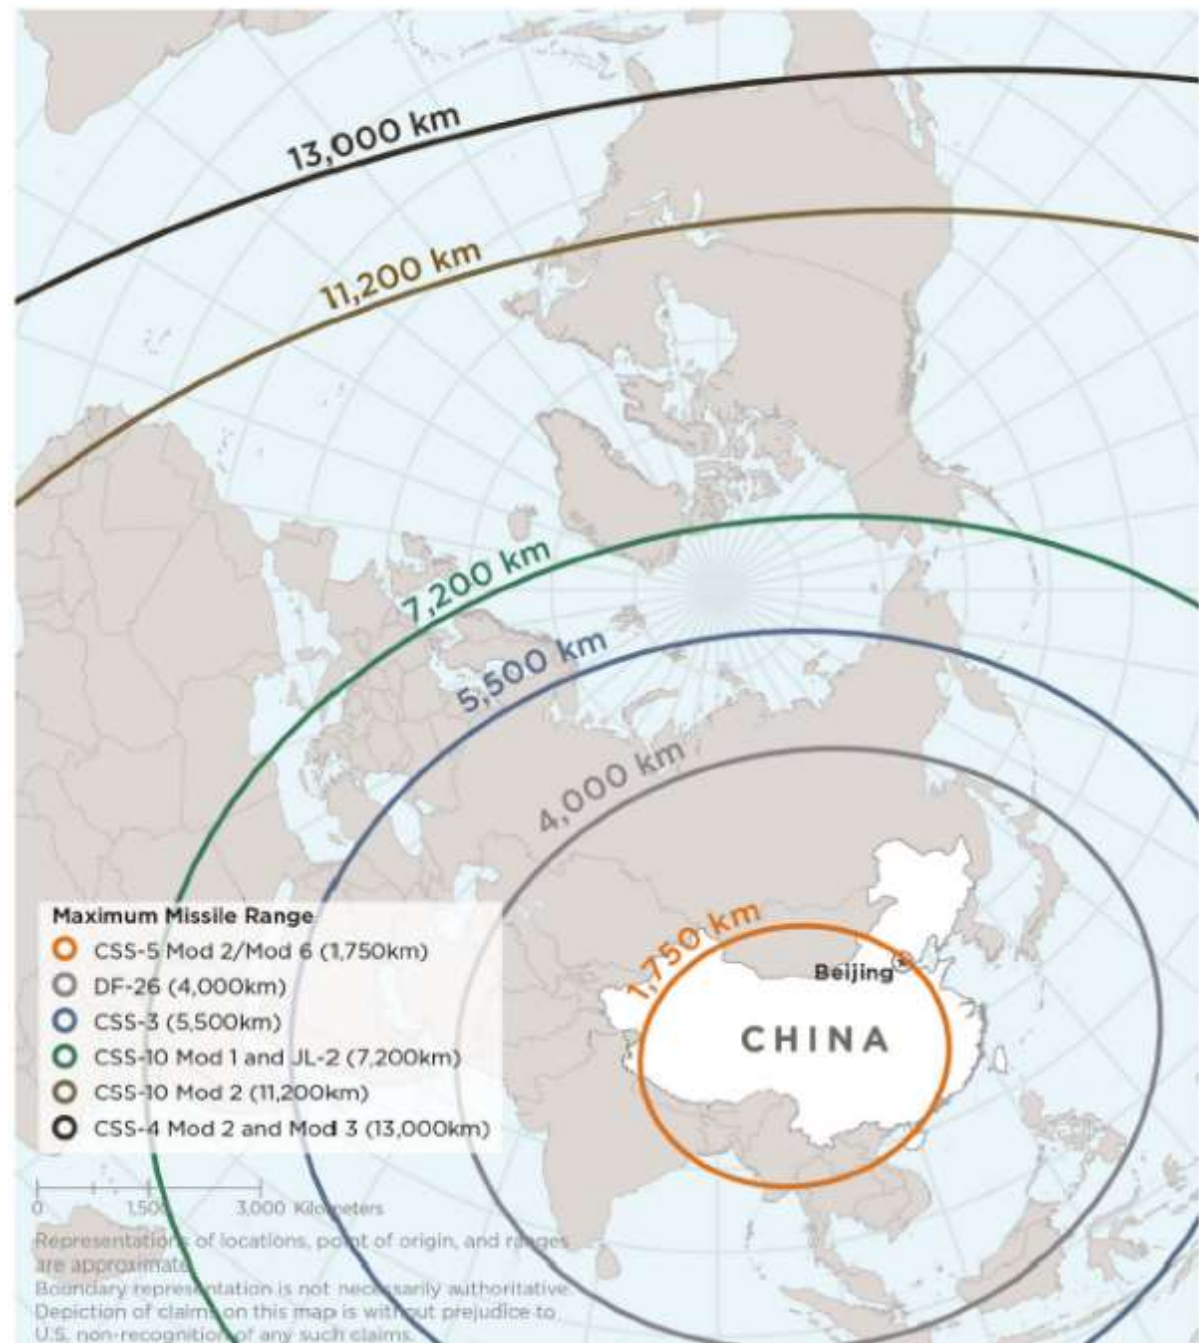 13,000 km
11,200 km
7,200 km
5,500 km
4,000 km
1,750 km
Beijing
CHINA
Maximum Missile Range
CSS-5 Mod 2/Mod 6 (1,750km)
DF-26 (4,000km)
CSS-3 (5,500km)
CSS-10 Mod 1 and JL-2 (7,200km)
CSS-10 Mod 2 (11,200km)
CSS-4 Mod 2 and Mod 3 (13,000km)
0 1,500 3,000 Kilometers
Representations of locations, point of origin, and ranges
are approximate.
Boundary representation is not necessarily authoritative.
Depiction of claims on this map is without prejudice to
U.S. non-recognition of any such claims.